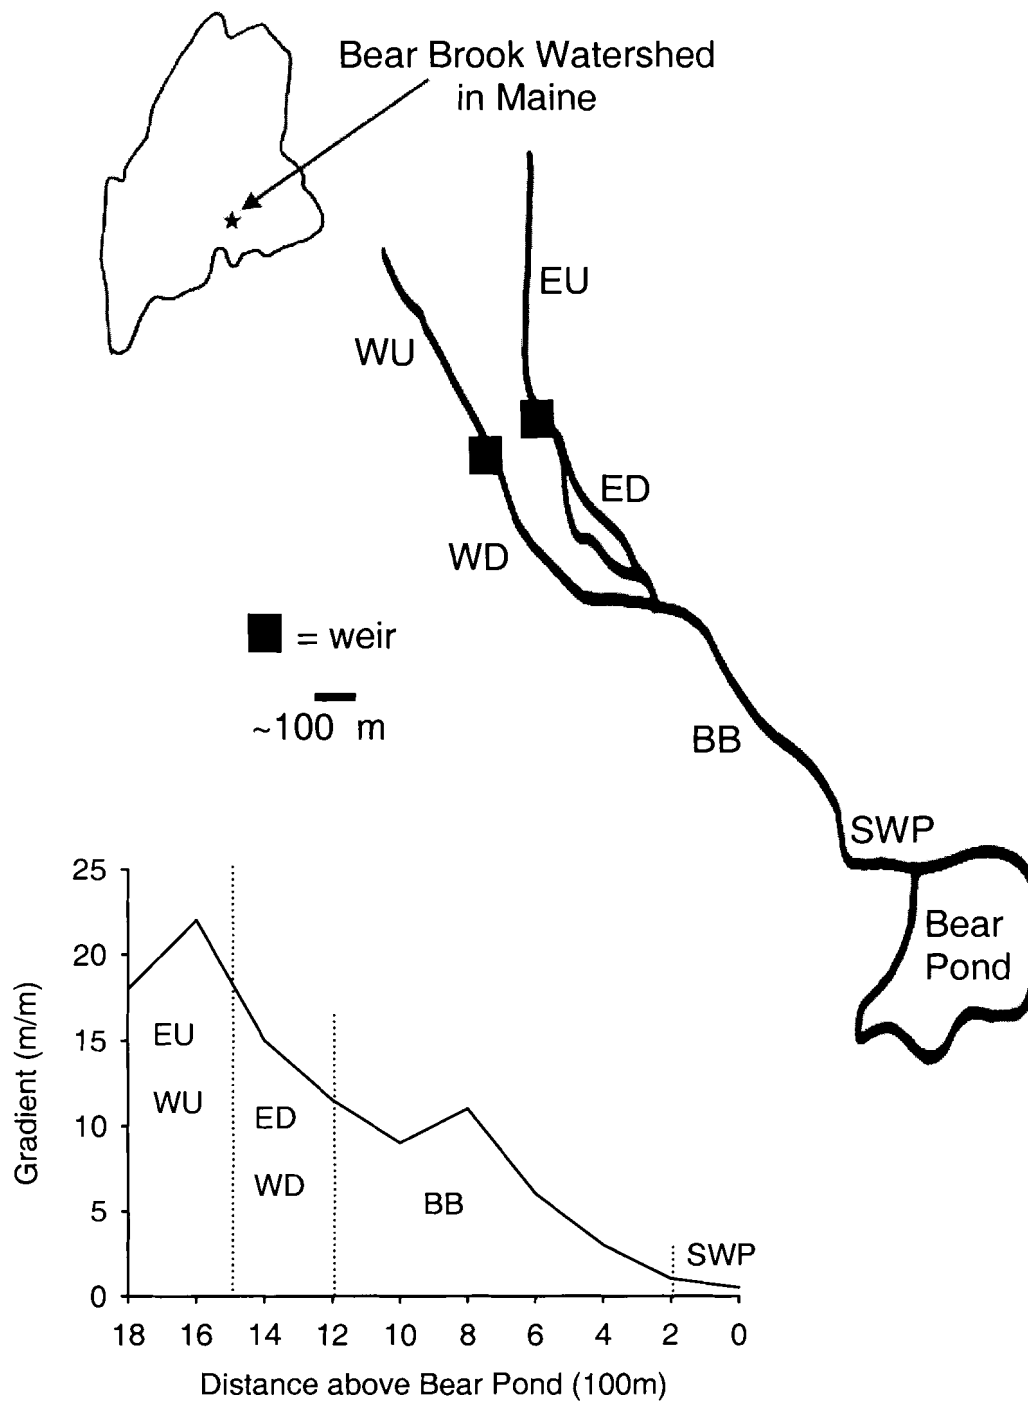 Bear Brook Watershed
in Maine
EU
WU
ED
WD
= weir
~100 m
BB
SWP
Bear
Pond
25
20
15
10
5
0
Gradient (m/m)
EU
WU
ED
WD
BB
SWP
18 16 14 12 10 8 6 4 2 0
Distance above Bear Pond (100m)